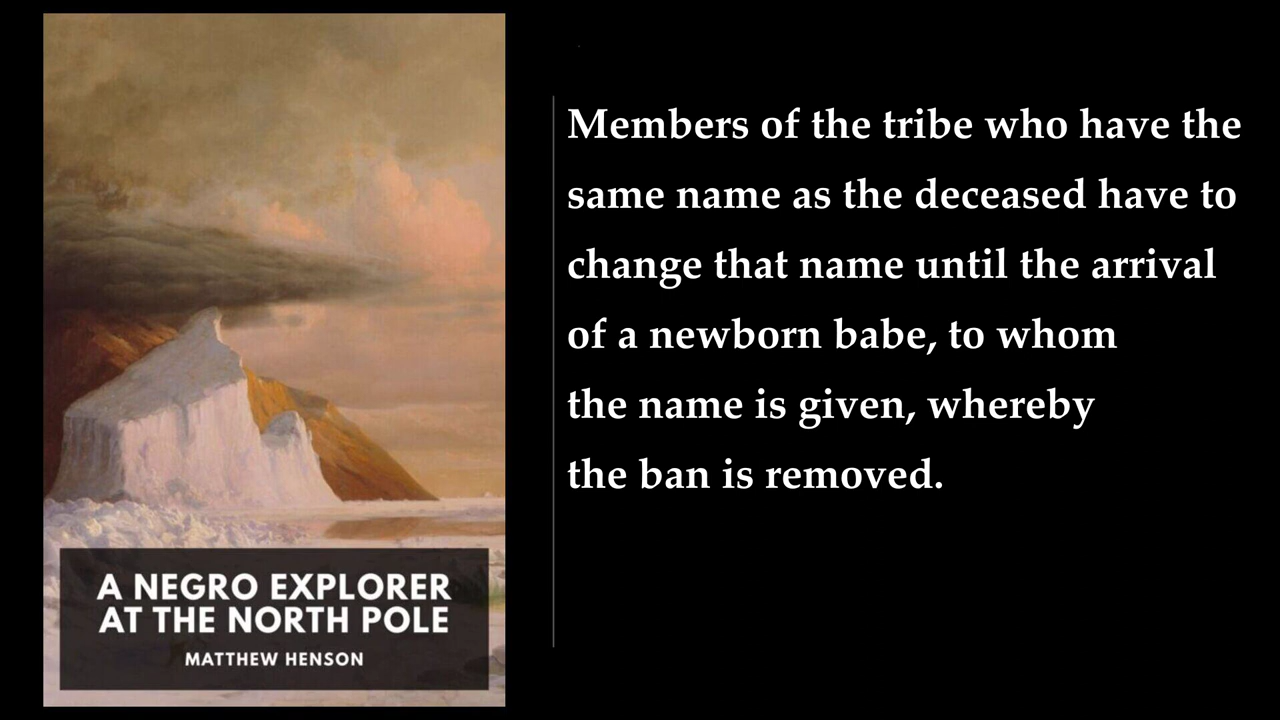 Members of the tribe who have the
same name as the deceased have to
change that name until the arrival
of a newborn babe, to whom
the name is given, whereby
the ban is removed.
A NEGRO EXPLORER
AT THE NORTH POLE
MATTHEW HENSON